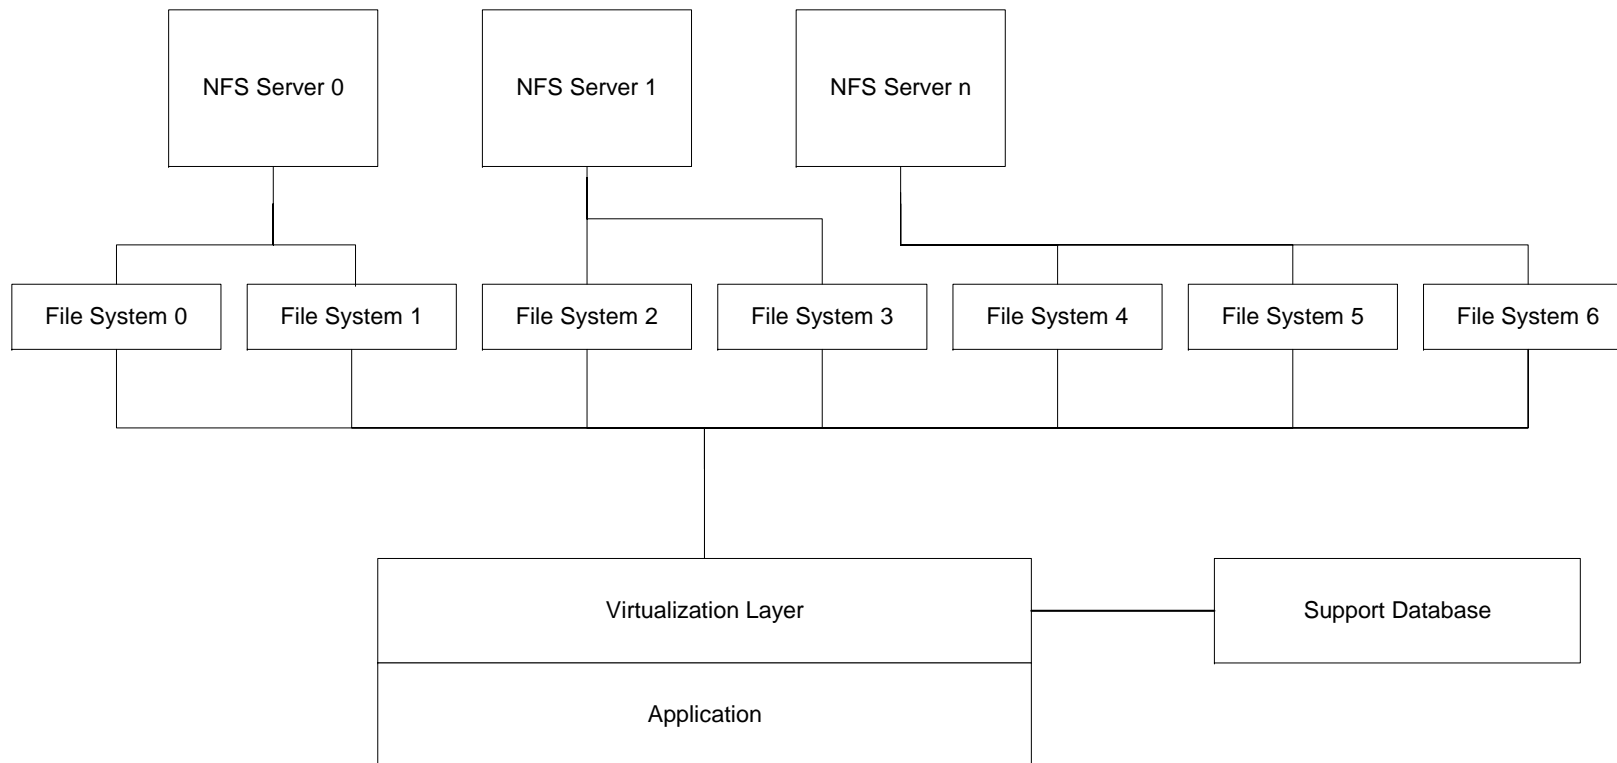 NFS Server 0
NFS Server 1
NFS Server n
File System 0
File System 1
File System 2
File System 3
File System 4
File System 5
File System 6
Virtualization Layer
Support Database
Application